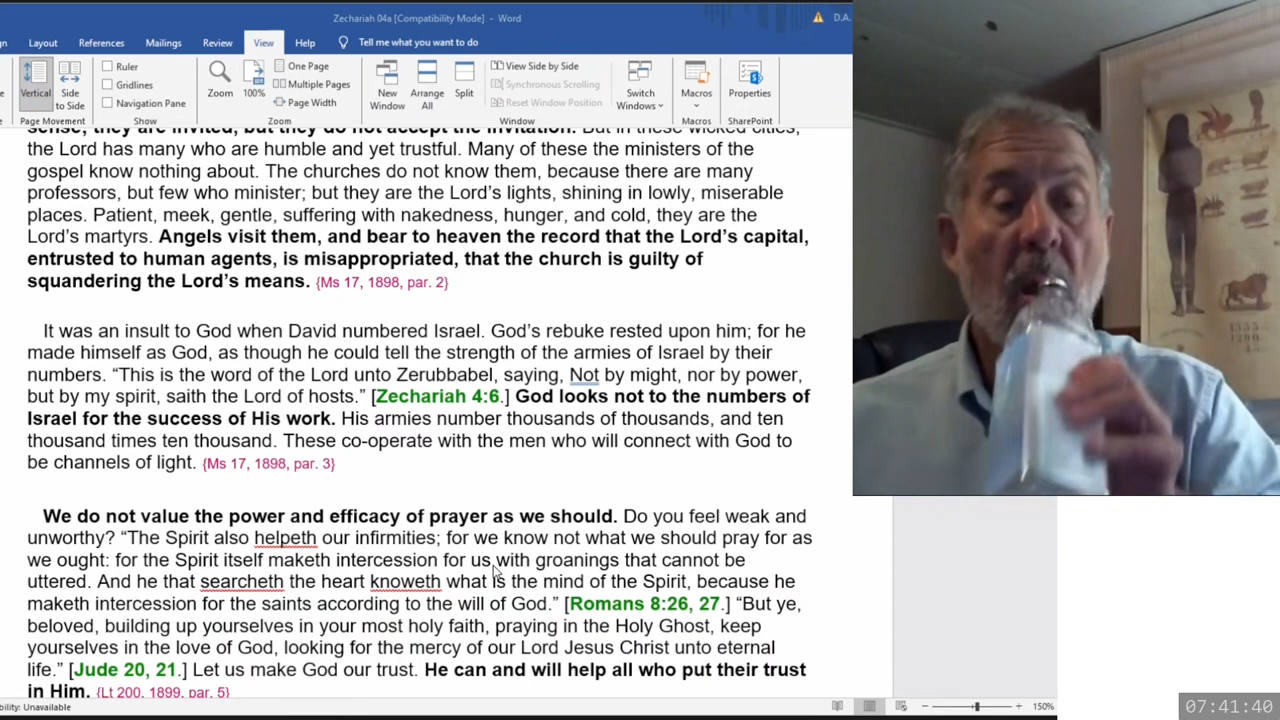 Zechariah 04a [Compatibility Mode] - Word
D.A.
gn Layout References Mailings Review View Help Tell me what you want to do
Vertical
Side to Side
Page Movement
Ruler
Gridlines
Navigation Pane
Show
Zoom
100%
One Page
Multiple Pages
Page Width
Zoom
New Window
Arrange All
Split
View Side by Side
Synchronous Scrolling
Reset Window Position
Window
Switch Windows
Macros
Macros
Properties
SharePoint
sense, they are invited, but they do not accept the invitation. But in these wicked cities,
the Lord has many who are humble and yet trustful. Many of these the ministers of the
gospel know nothing about. The churches do not know them, because there are many
professors, but few who minister; but they are the Lord’s lights, shining in lowly, miserable
places. Patient, meek, gentle, suffering with nakedness, hunger, and cold, they are the
Lord’s martyrs. Angels visit them, and bear to heaven the record that the Lord’s capital,
entrusted to human agents, is misappropriated, that the church is guilty of
squandering the Lord’s means. {Ms 17, 1898, par. 2}
It was an insult to God when David numbered Israel. God’s rebuke rested upon him; for he
made himself as God, as though he could tell the strength of the armies of Israel by their
numbers. “This is the word of the Lord unto Zerubbabel, saying, Not by might, nor by power,
but by my spirit, saith the Lord of hosts.” [Zechariah 4:6.] God looks not to the numbers of
Israel for the success of His work. His armies number thousands of thousands, and ten
thousand times ten thousand. These co-operate with the men who will connect with God to
be channels of light. {Ms 17, 1898, par. 3}
We do not value the power and efficacy of prayer as we should. Do you feel weak and
unworthy? “The Spirit also helpeth our infirmities; for we know not what we should pray for as
we ought: for the Spirit itself maketh intercession for us with groanings that cannot be
uttered. And he that searcheth the heart knoweth what is the mind of the Spirit, because he
maketh intercession for the saints according to the will of God.” [Romans 8:26, 27.] “But ye,
beloved, building up yourselves in your most holy faith, praying in the Holy Ghost, keep
yourselves in the love of God, looking for the mercy of our Lord Jesus Christ unto eternal
life.” [Jude 20, 21.] Let us make God our trust. He can and will help all who put their trust
in Him. {Lt 200, 1899, par. 5}
bility: Unavailable
150%
07:41:40